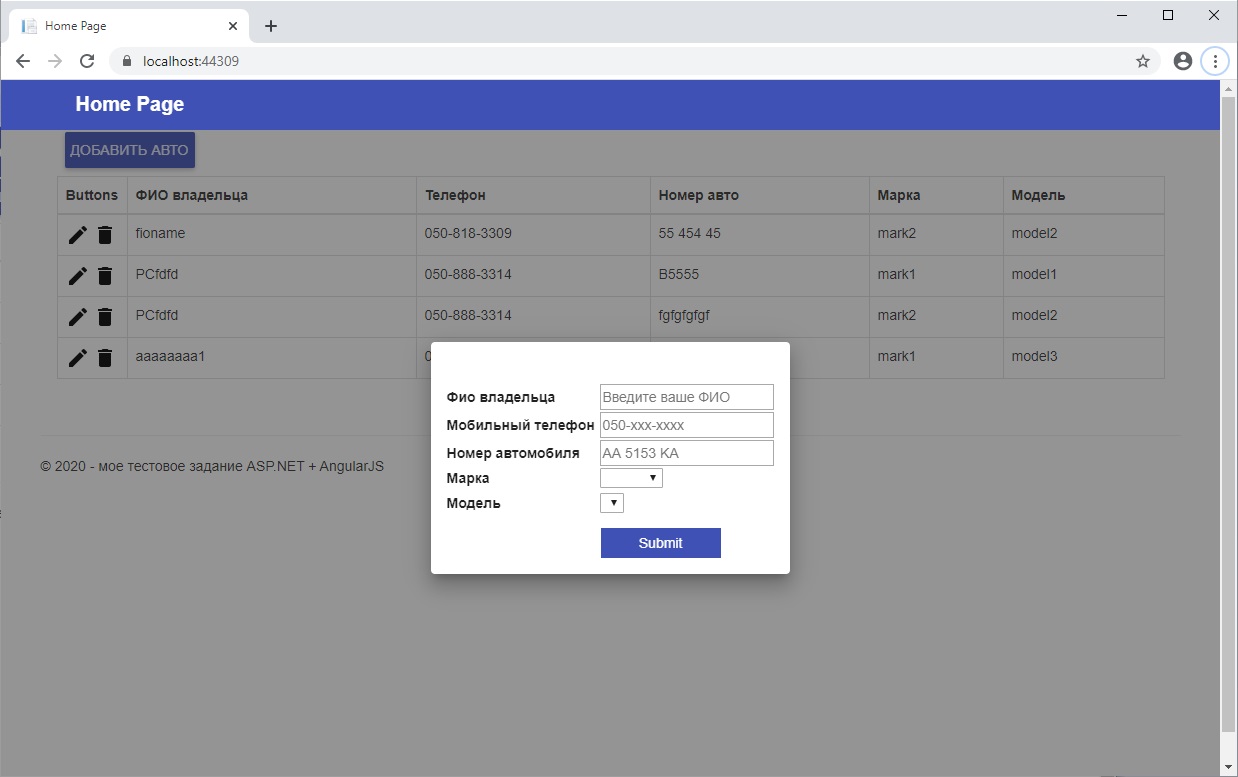 Home Page
localhost:44309
Home Page
ДОБАВИТЬ АВТО
Buttons ФИО владельца Телефон Номер авто Марка Модель
fioname 050-818-3309 55 454 45 mark2 model2
PCfdfd 050-888-3314 B5555 mark1 model1
PCfdfd 050-888-3314 fgfgfgfgf mark2 model2
aaaaaaaa1 0 mark1 model3
Фио владельца Введите ваше ФИО
Мобильный телефон 050-xxx-xxxx
Номер автомобиля AA 5153 KA
Марка
Модель
Submit
© 2020 - мое тестовое задание ASP.NET + AngularJS